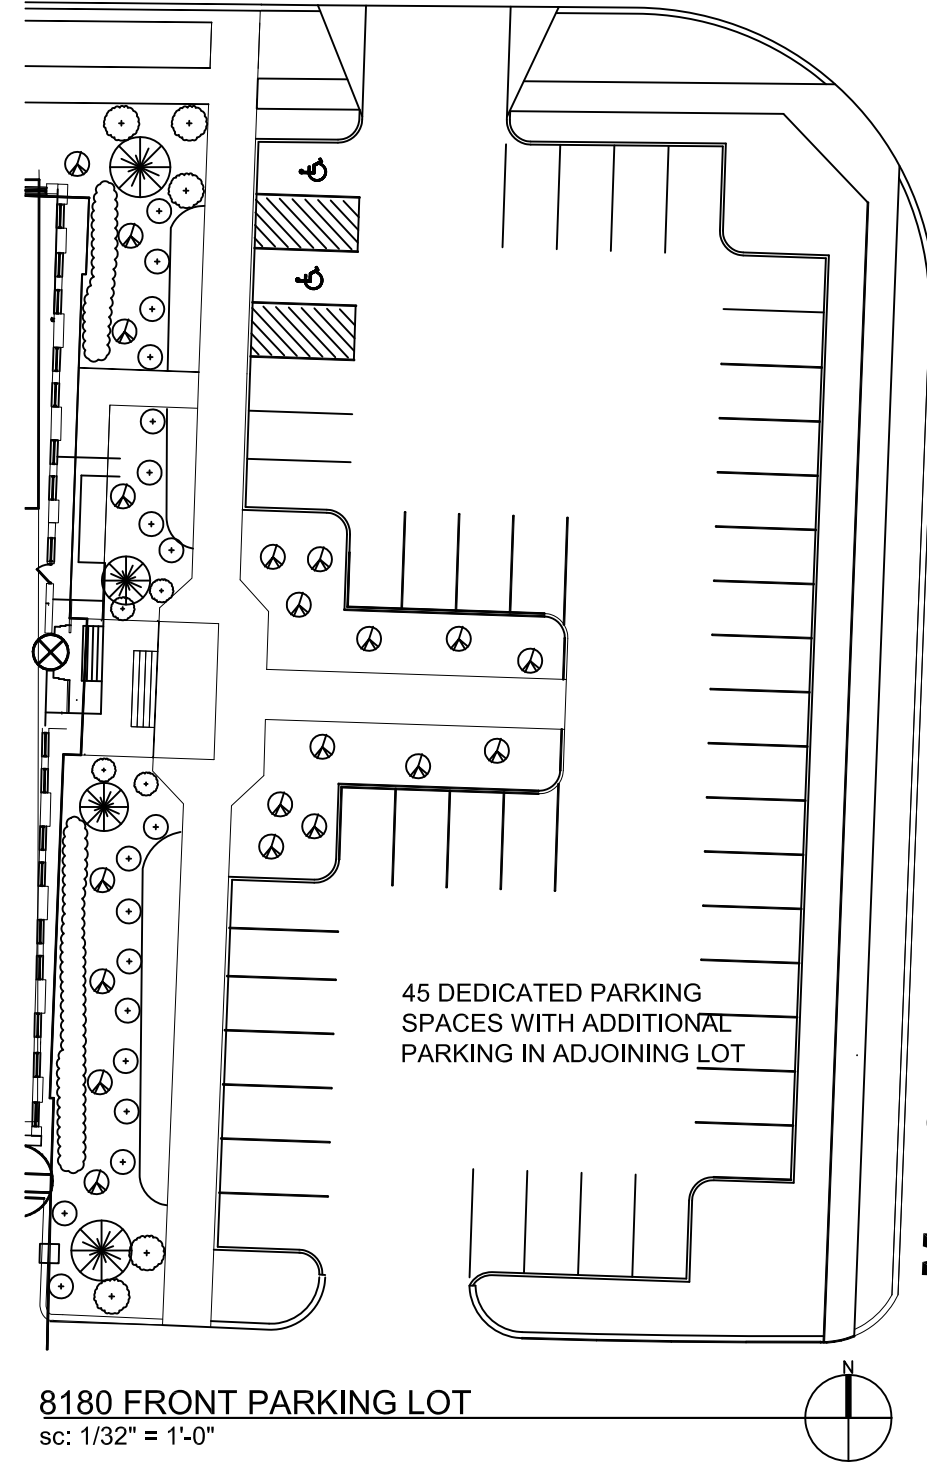 45 DEDICATED PARKING
SPACES WITH ADDITIONAL
PARKING IN ADJOINING LOT
N
8180 FRONT PARKING LOT
sc: 1/32" = 1'-0"